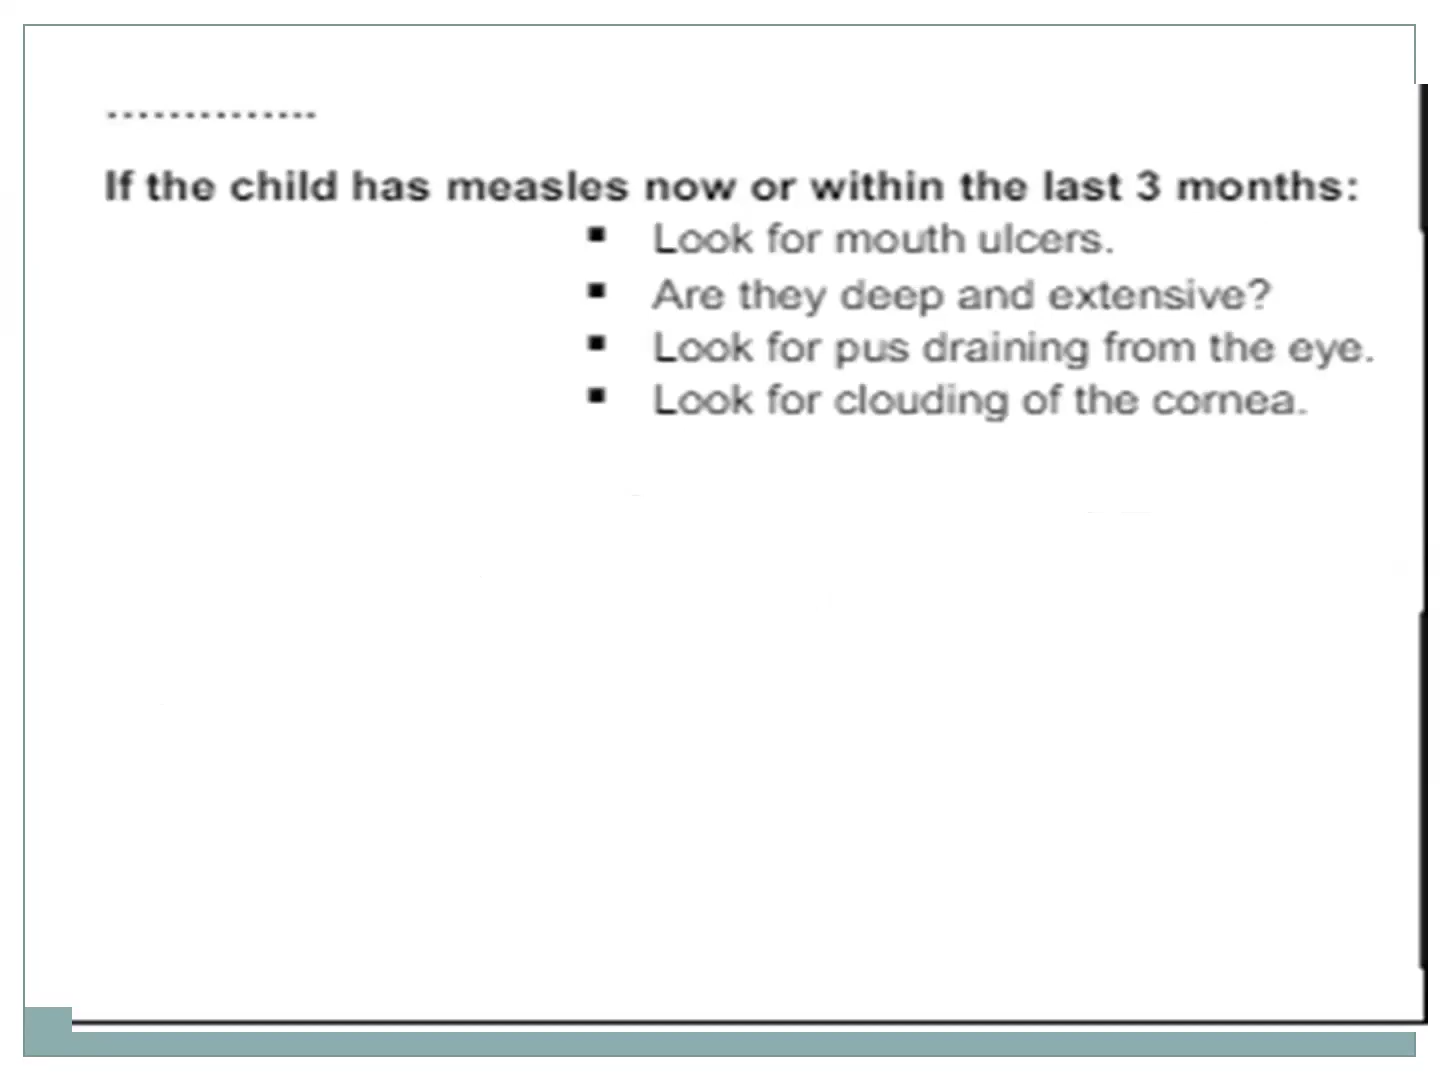 --------------
If the child has measles now or within the last 3 months:
▪ Look for mouth ulcers.
▪ Are they deep and extensive?
▪ Look for pus draining from the eye.
▪ Look for clouding of the cornea.